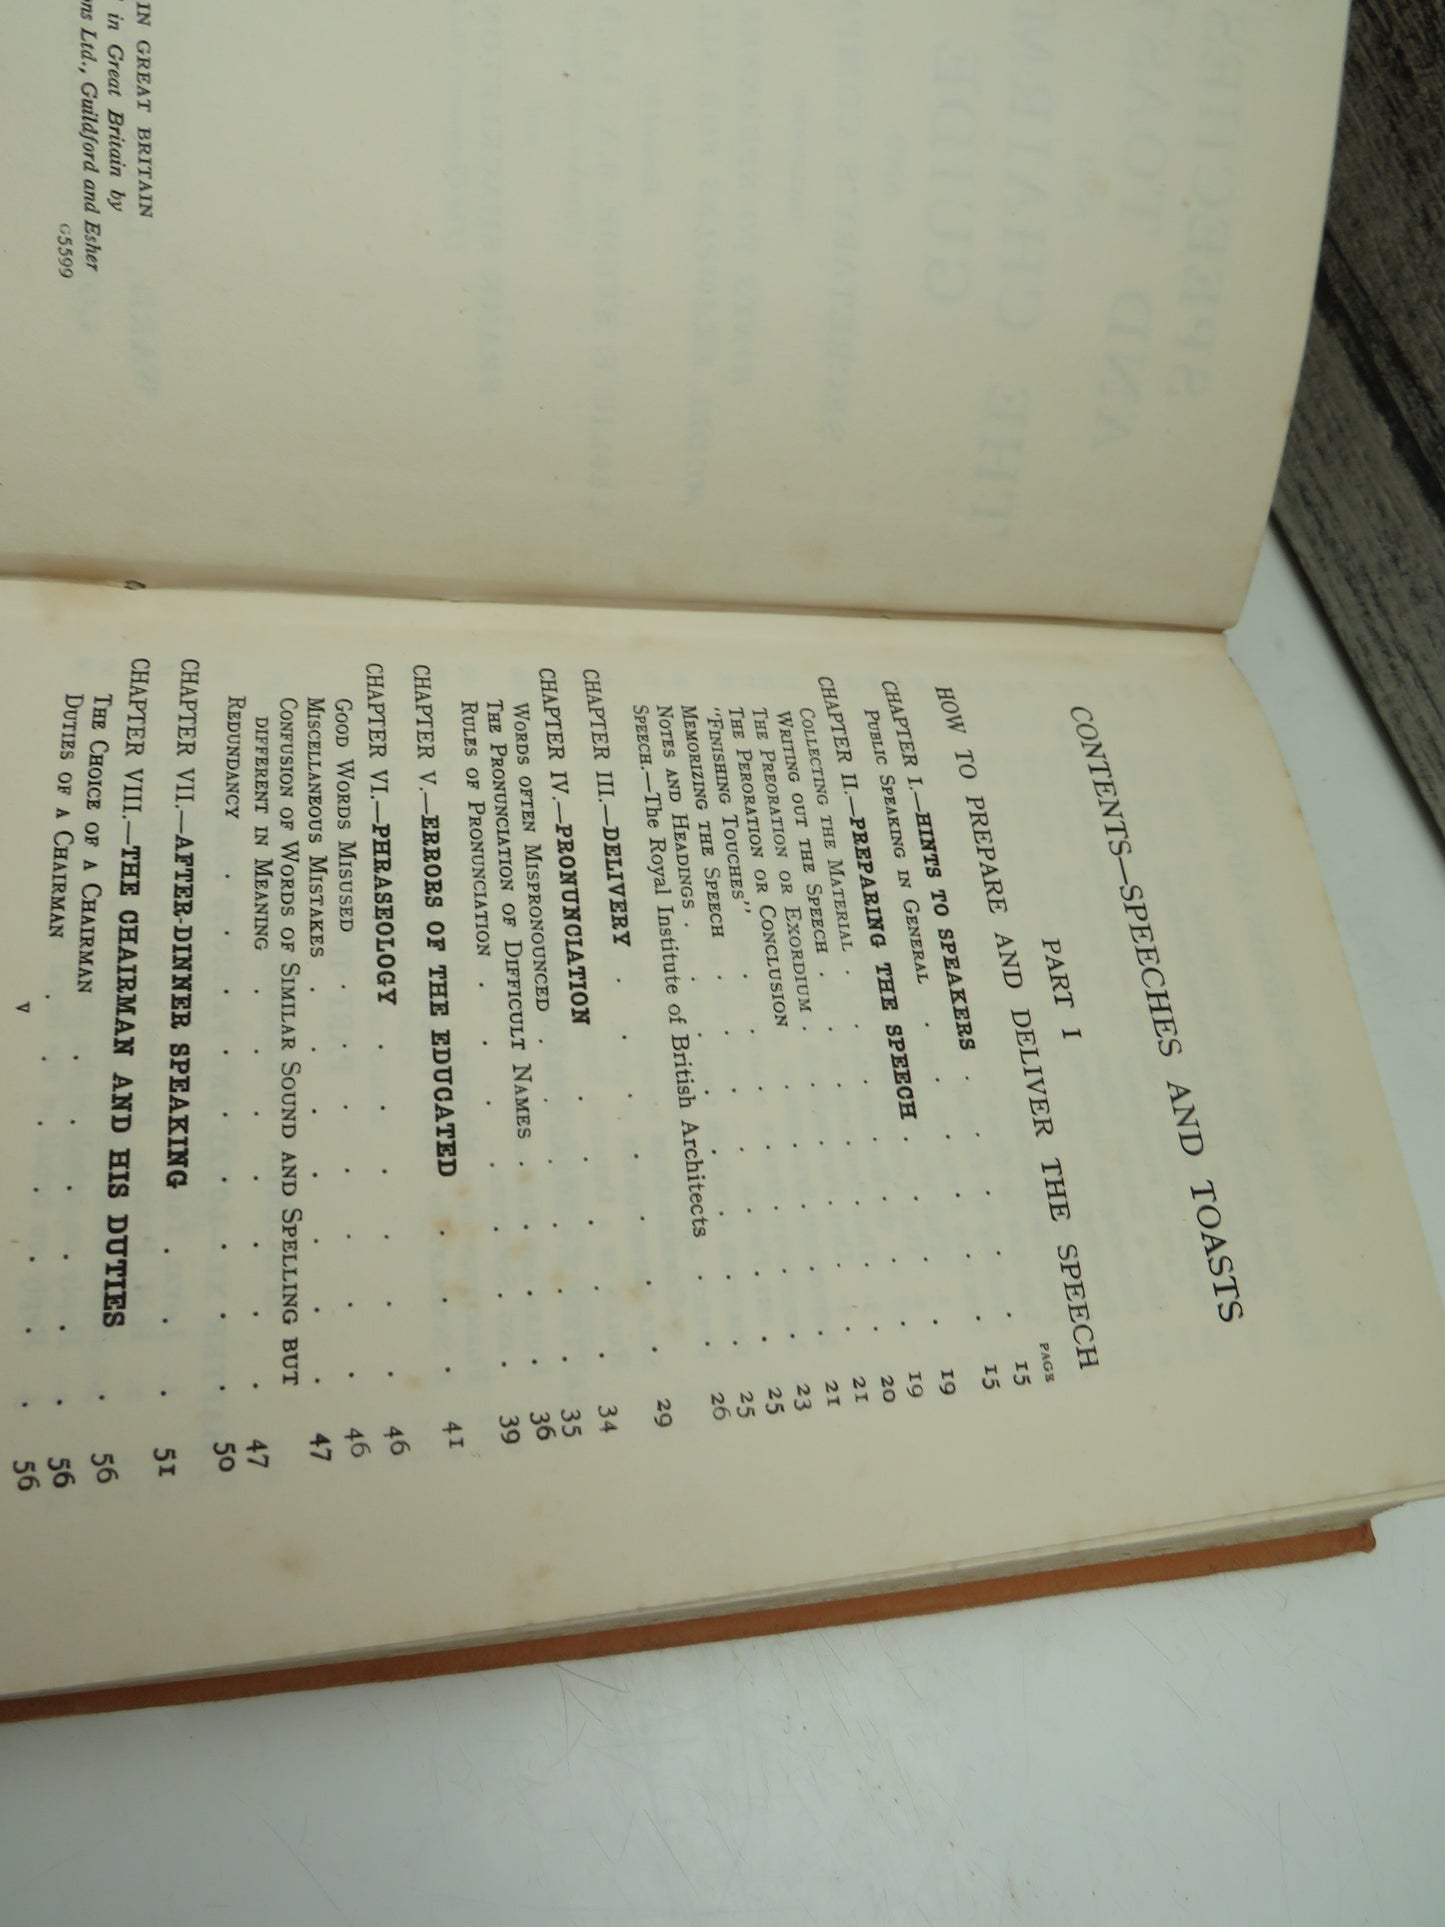 IN GREAT BRITAIN
in Great Britain by
ons Ltd., Guildford and Esher
G5599
CONTENTS—SPEECHES AND TOASTS
PART I
HOW TO PREPARE AND DELIVER THE SPEECH
PAGE
CHAPTER I.—HINTS TO SPEAKERS . . . . . 15
PUBLIC SPEAKING IN GENERAL . . . . . 15
CHAPTER II.—PREPARING THE SPEECH . . . . 19
COLLECTING THE MATERIAL . . . . . . 19
WRITING OUT THE SPEECH . . . . . . 20
THE PREORATION OR EXORDIUM . . . . . . 21
THE PERORATION OR CONCLUSION . . . . . 21
"FINISHING TOUCHES" . . . . . . 23
MEMORIZING THE SPEECH . . . . . . 25
NOTES AND HEADINGS . . . . . . . 25
SPEECH.—The Royal Institute of British Architects . . 26
CHAPTER III.—DELIVERY . . . . . . . 29
CHAPTER IV.—PRONUNCIATION . . . . . 34
WORDS OFTEN MISPRONOUNCED . . . . . . 35
THE PRONUNCIATION OF DIFFICULT NAMES . . . . 36
RULES OF PRONUNCIATION . . . . . . . 39
CHAPTER V.—ERRORS OF THE EDUCATED . . . 41
CHAPTER VI.—PHRASEOLOGY . . . . . . 46
GOOD WORDS MISUSED . . . . . . . 46
MISCELLANEOUS MISTAKES . . . . . . . 47
CONFUSION OF WORDS OF SIMILAR SOUND AND SPELLING BUT
DIFFERENT IN MEANING . . . . . . . 47
REDUNDANCY . . . . . . . . . 50
CHAPTER VII.—AFTER-DINNER SPEAKING . . . 51
CHAPTER VIII.—THE CHAIRMAN AND HIS DUTIES . 56
THE CHOICE OF A CHAIRMAN . . . . . . 56
DUTIES OF A CHAIRMAN . . . . . . . 56
v